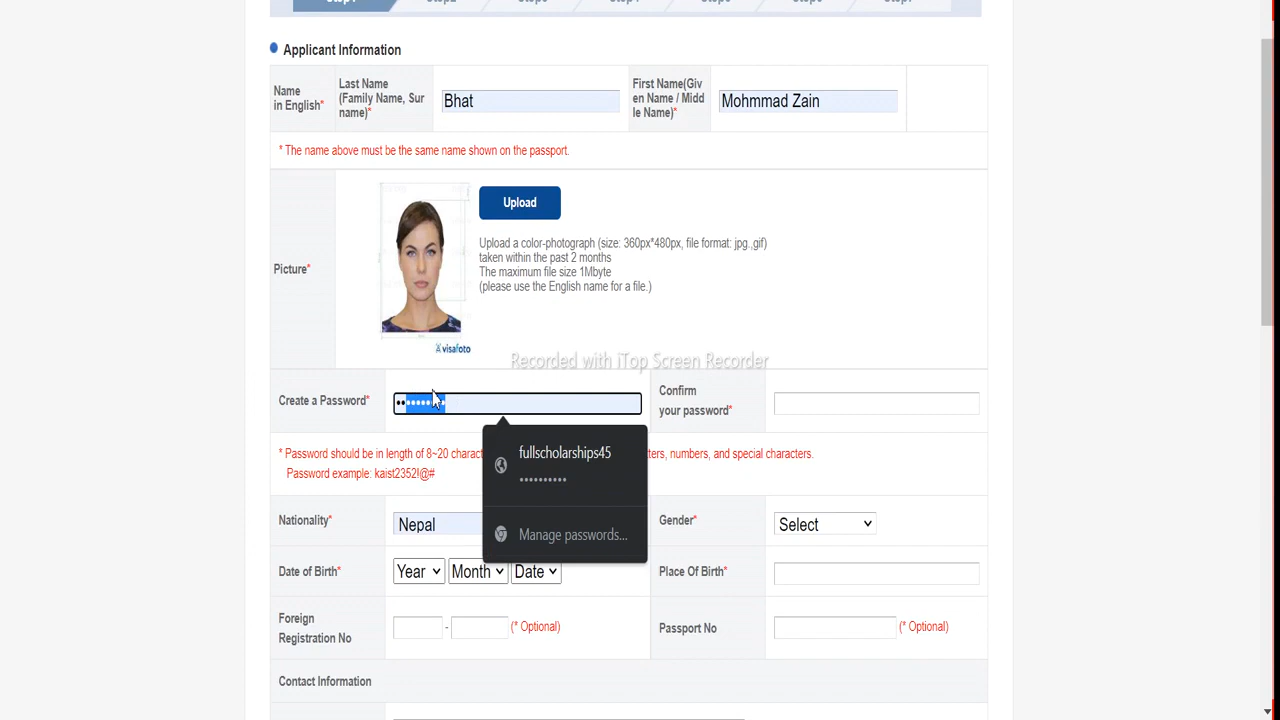 Applicant Information
Name
in English*
Last Name
(Family Name, Sur
name)*
Bhat
First Name(Giv
en Name / Midd
le Name)*
Mohmmad Zain
* The name above must be the same name shown on the passport.
Picture*
visafoto
Upload
Upload a color-photograph (size: 360px*480px, file format: jpg.,gif)
taken within the past 2 months
The maximum file size 1Mbyte
(please use the English name for a file.)
Recorded with iTop Screen Recorder
Create a Password*
Confirm
your password*
* Password should be in length of 8~20 numbers, and special characters.
Password example: kaist2352!@#
fullscholarships45
Manage passwords...
Nationality*
Nepal
Gender*
Select
Date of Birth*
Year Month Date
Place Of Birth*
Foreign
Registration No
- (* Optional)
Passport No
(* Optional)
Contact Information